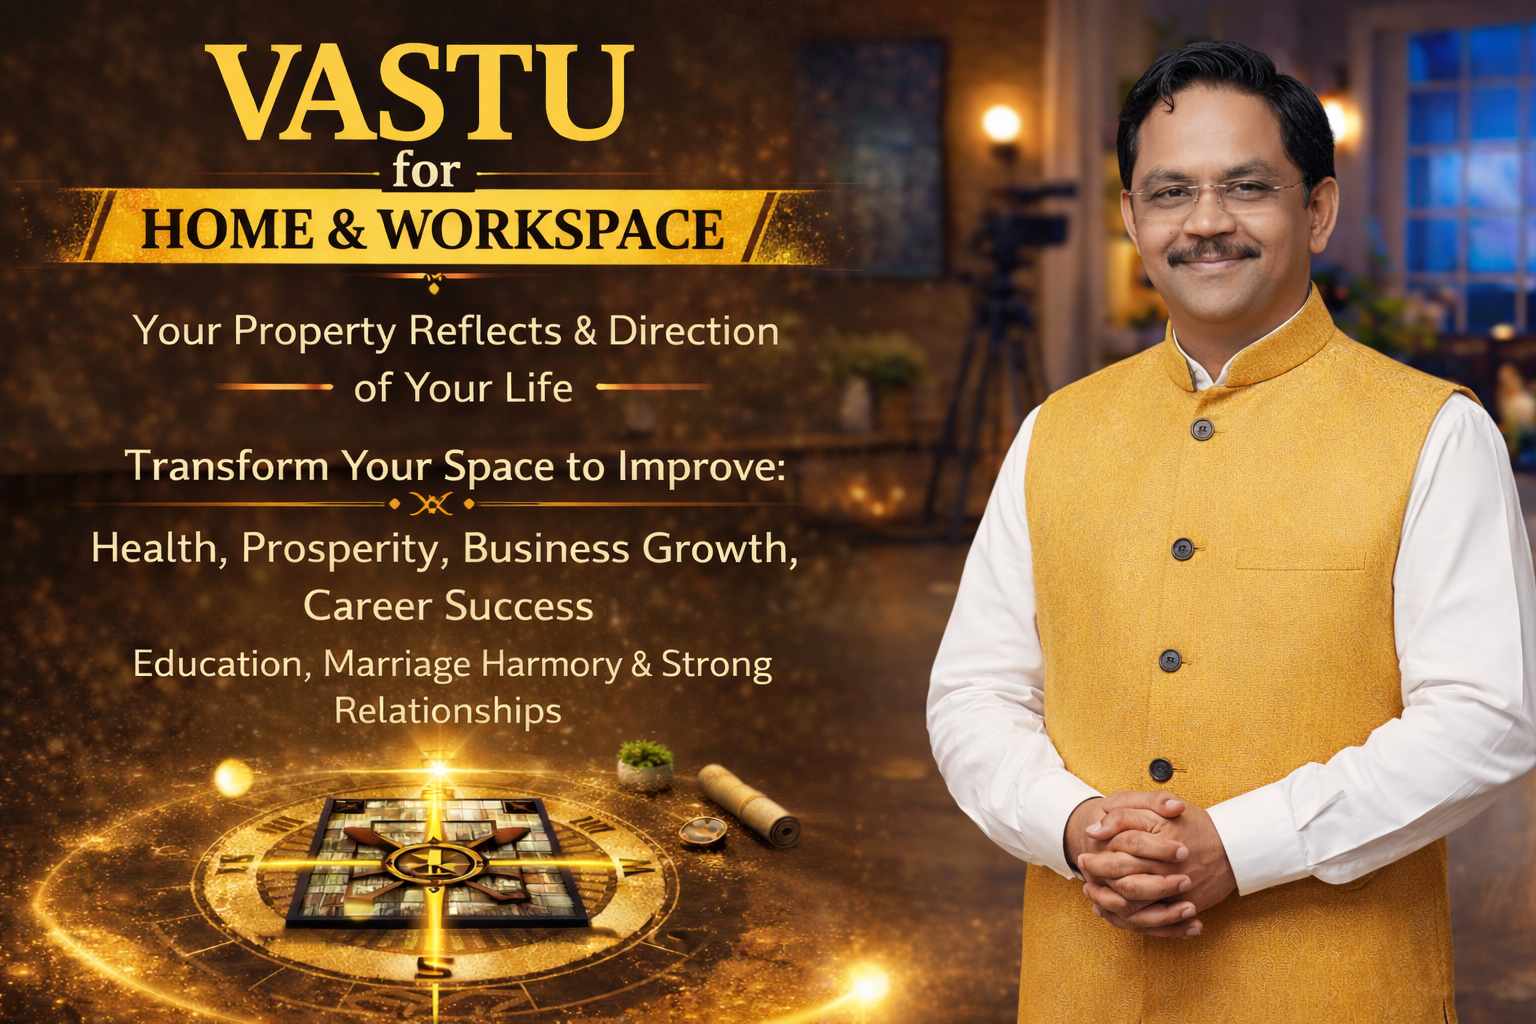 VASTU
for
HOME & WORKSPACE
Your Property Reflects & Direction
of Your Life
Transform Your Space to Improve:
Health, Prosperity, Business Growth,
Career Success
Education, Marriage Harmory & Strong
Relationships